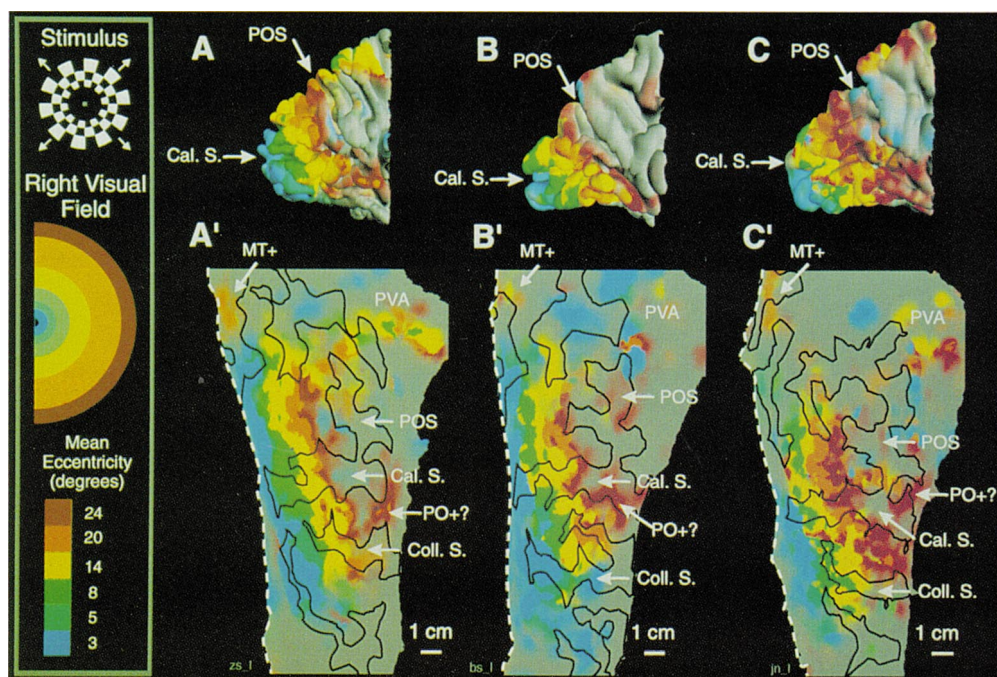 Stimulus
Right Visual
Field
Mean
Eccentricity
(degrees)
24
20
14
8
5
3
A
POS
Cal. S.
B
POS
Cal. S.
C
POS
Cal. S.
A'
MT+
PVA
POS
Cal. S.
PO+?
Coll. S.
1 cm
zs_l
B'
MT+
PVA
POS
Cal. S.
PO+?
Coll. S.
1 cm
bs_l
C'
MT+
PVA
POS
PO+?
Cal. S.
Coll. S.
1 cm
jn_l